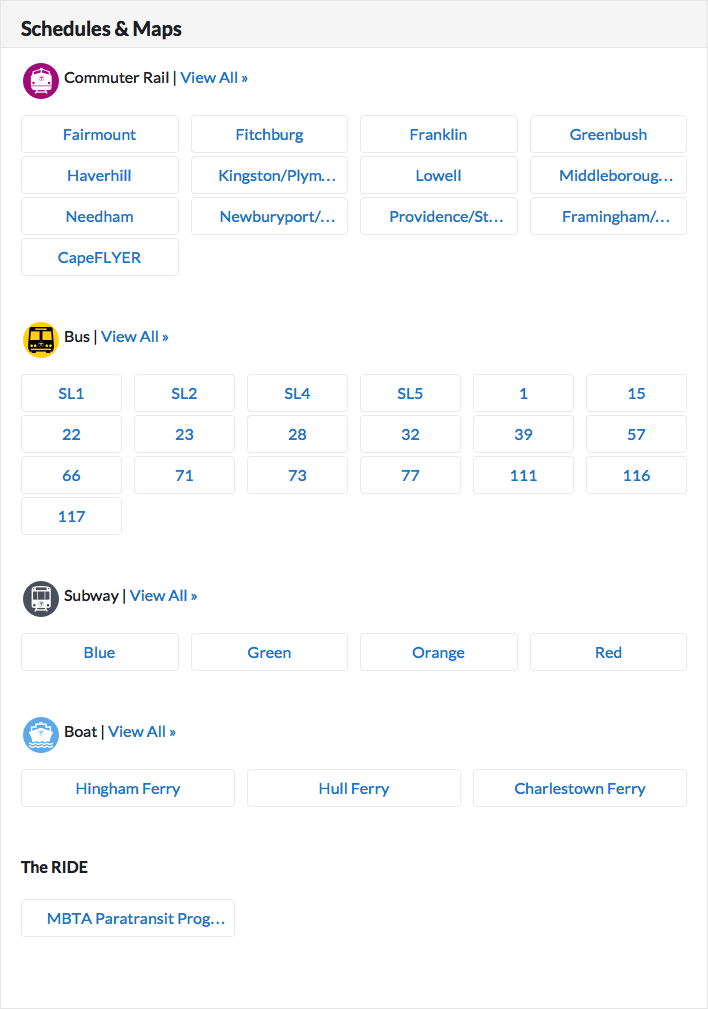 Schedules & Maps
Commuter Rail | View All »
Fairmount Fitchburg Franklin Greenbush
Haverhill Kingston/Plym... Lowell Middleboroug...
Needham Newburyport/... Providence/St... Framingham/...
CapeFLYER
Bus | View All »
SL1 SL2 SL4 SL5 1 15
22 23 28 32 39 57
66 71 73 77 111 116
117
Subway | View All »
Blue Green Orange Red
Boat | View All »
Hingham Ferry Hull Ferry Charlestown Ferry
The RIDE
MBTA Paratransit Prog...